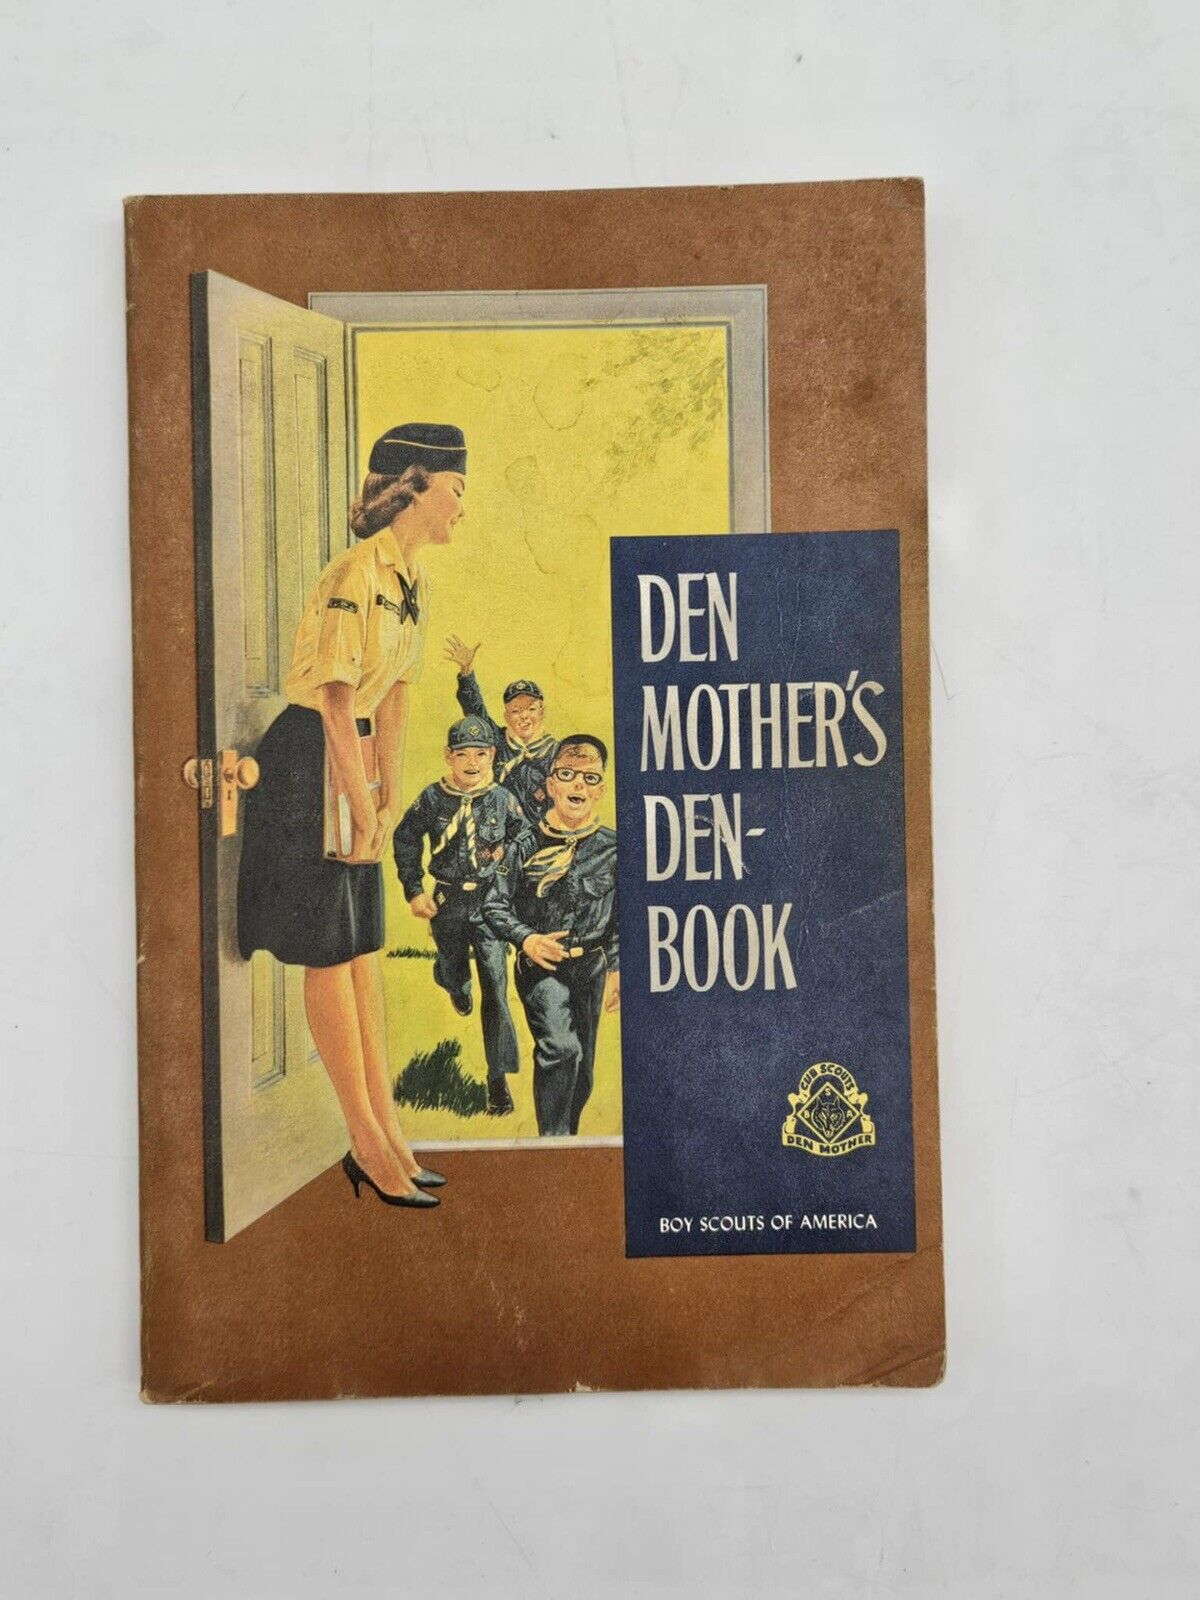 DEN
MOTHER'S
DEN-
BOOK
CUB SCOUTS
B S A
DEN MOTHER
BOY SCOUTS OF AMERICA